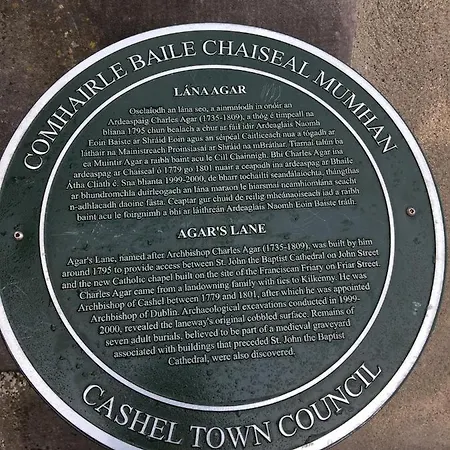 COMHAIRLE BAILE CHAISEAL MUMHAN
LÁNA AGAR
Osclaíodh an lána seo, a ainmníodh in onóir an
Ardeaspaig Charles Agar (1735-1809), a thóg é timpeall na
bliana 1795 chun bealach a chur ar fáil idir Ardeaglais Naomh
Eoin Baiste ar Shráid Eoin agus an séipéal Caitliceach nua a tógadh ar
láthair na Mainistreach Proinsiasaí ar Shráid na mBráithar. Tiarnaí talún ba
ea Muintir Agar a raibh baint acu le Cill Chainnigh. Bhí Charles Agar ina
ardeaspag ar Chaiseal ó 1779 go 1801 nuair a ceapadh ina ardeaspag ar Bhaile
Átha Cliath é. Sna blianta 1999-2000, de bharr tochailtí seandálaíochta, thángthas
ar bhundromchla duirleogach an lána maraon le hiarsmaí neamhiomlána seacht
n-adhlacadh daoine fásta. Ceaptar gur chuid de reilig mheánaoiseach iad a raibh
baint acu le foirgnimh a bhí ar láithreán Ardeaglais Naomh Eoin Baiste tráth.
AGAR'S LANE
Agar's Lane, named after Archbishop Charles Agar (1735-1809), was built by him
around 1795 to provide access between St. John the Baptist Cathedral on John Street
and the new Catholic chapel built on the site of the Franciscan Friary on Friar Street.
Charles Agar came from a landowning family with ties to Kilkenny. He was
Archbishop of Cashel between 1779 and 1801, after which he was appointed
Archbishop of Dublin. Archaeological excavations conducted in 1999-
2000, revealed the laneway's original cobbled surface. Remains of
seven adult burials, believed to be part of a medieval graveyard
associated with buildings that preceded St. John the Baptist
Cathedral, were also discovered.
CASHEL TOWN COUNCIL